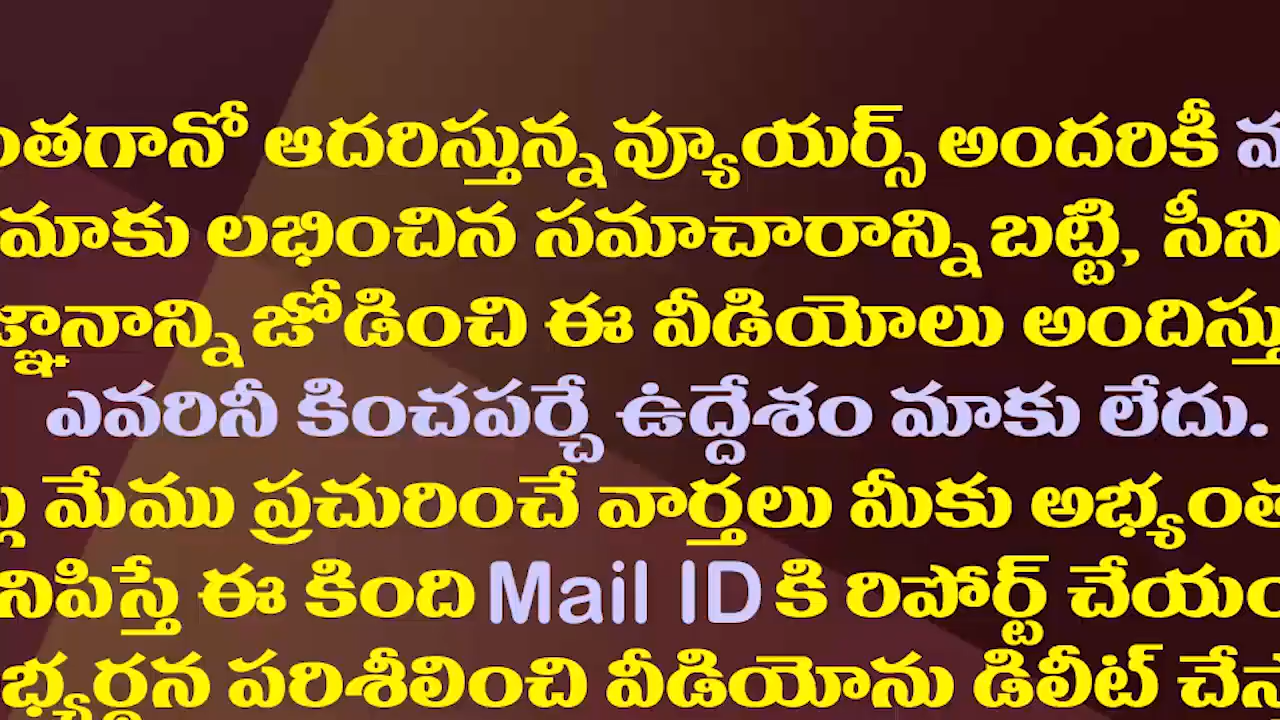 ఆదరిస్తున్న వ్యూయర్స్ అందరికీ
మాకు లభించిన సమాచారాన్ని బట్టి,
జోడించి ఈ వీడియోలు
ఎవరినీ కించపర్చే ఉద్దేశం మాకు లేదు.
మేము ప్రచురించే వార్తలు మీకు
ఈ కింది Mail ID కి రిపోర్ట్
పరిశీలించి వీడియోను డిలీట్